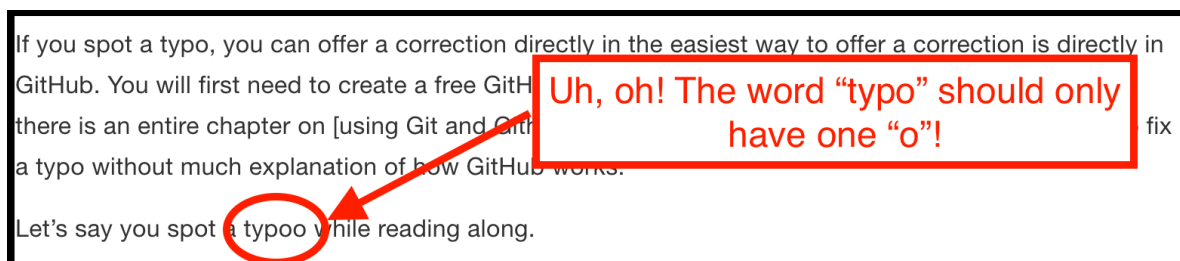 If you spot a typo, you can offer a correction directly in the easiest way to offer a correction is directly in
GitHub. You will first need to create a free GitH
there is an entire chapter on [using Git and Gith
fix
a typo without much explanation of how GitHub works.
Uh, oh! The word “typo” should only
have one “o”!
Let’s say you spot a typoo while reading along.